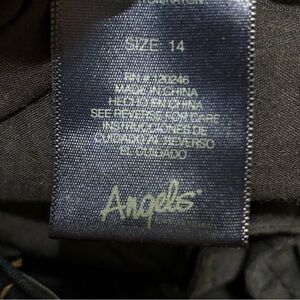 SIZE 14
RN # 120246
MADE IN CHINA
HECHO EN CHINA
SEE REVERSE FOR CARE
INSTRUCCIONES DE
CUIDADO AL REVERSO
EL CUIDADO
Angels